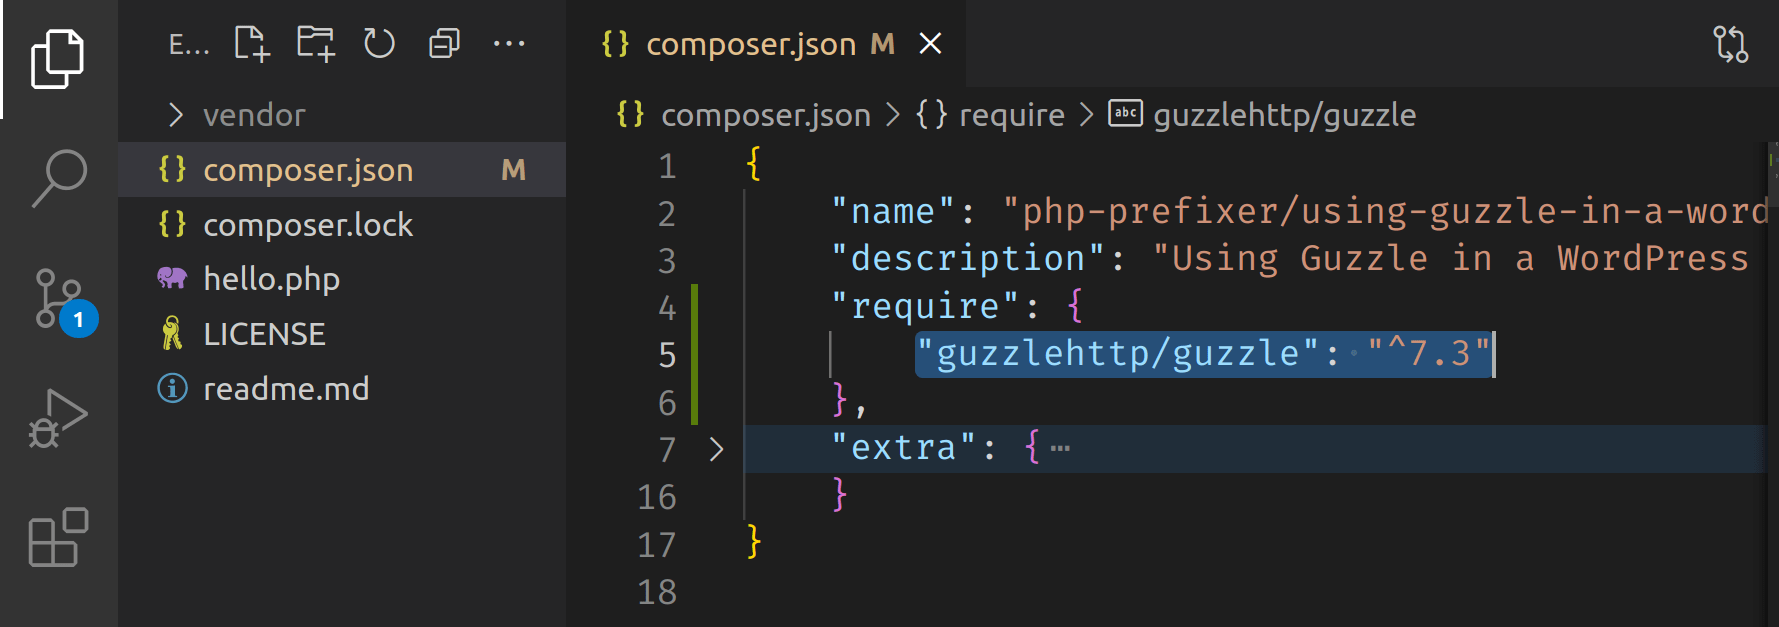 E...
vendor
composer.json M
composer.lock
hello.php
LICENSE
readme.md
1
composer.json M
composer.json > {} require > abc guzzlehttp/guzzle
1 {
2 "name": "php-prefixer/using-guzzle-in-a-word
3 "description": "Using Guzzle in a WordPress
4 "require": {
5 "guzzlehttp/guzzle": "^7.3"
6 },
7 "extra": {…
16 }
17 }
18